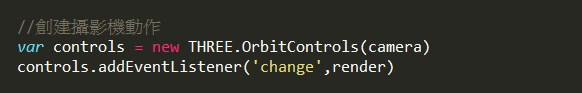 //創建攝影機動作
var controls = new THREE.OrbitControls(camera)
controls.addEventListener('change',render)